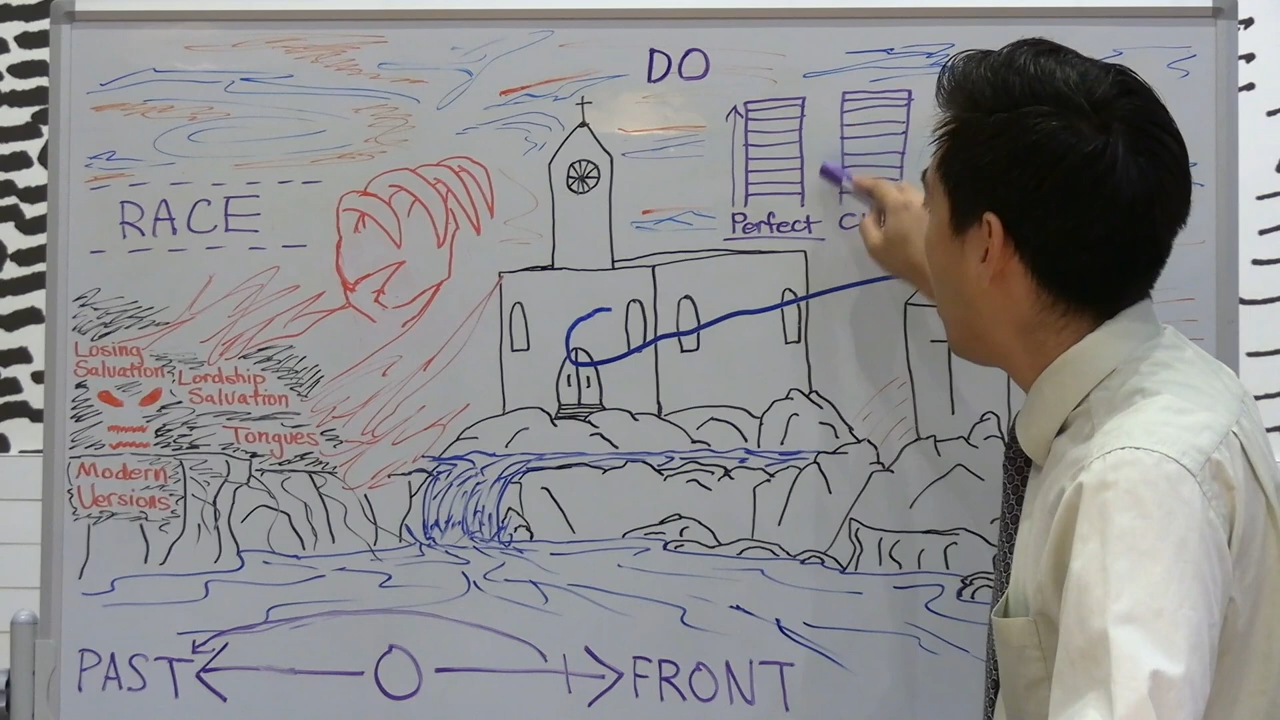 DO
RACE
Perfect
Losing
Salvation
Lordship
Salvation
Tongues
Modern
Versions
PAST
O
FRONT